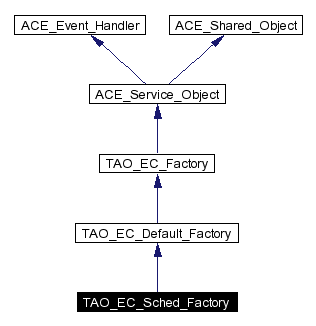 ACE_Event_Handler ACE_Shared_Object
ACE_Service_Object
TAO_EC_Factory
TAO_EC_Default_Factory
TAO_EC_Sched_Factory